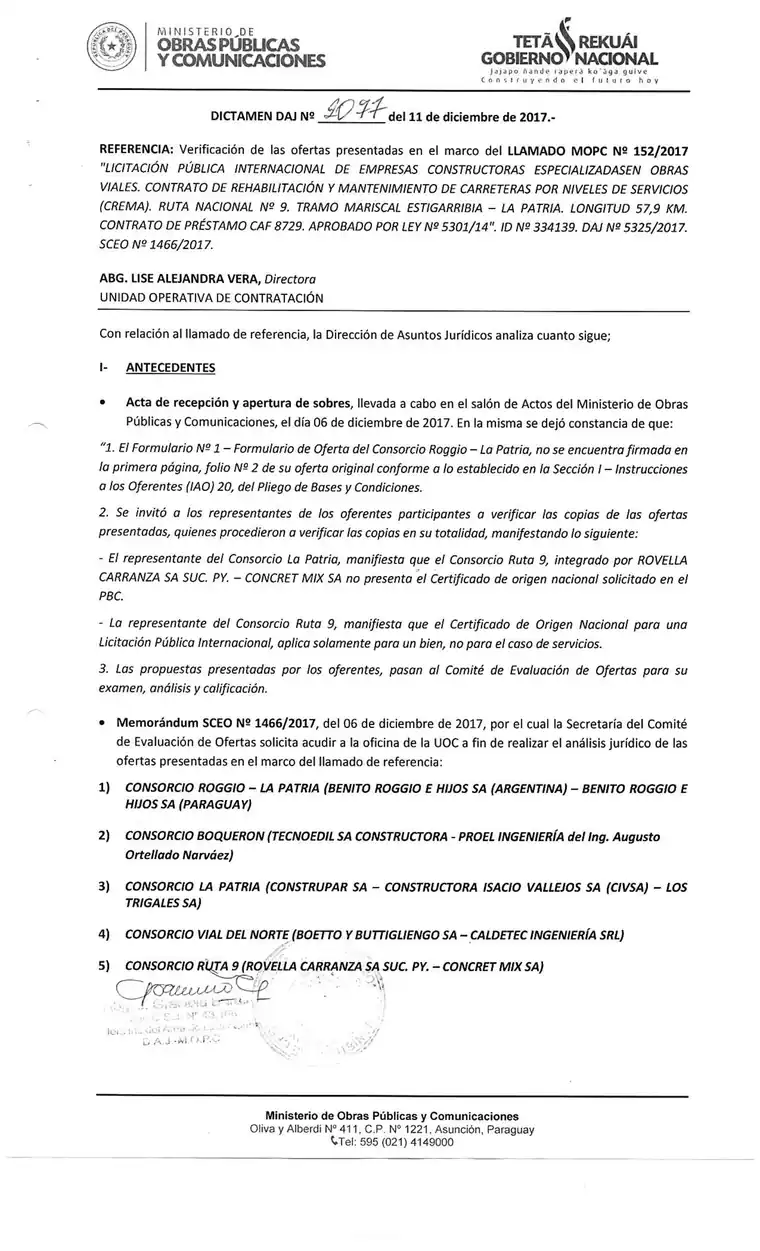 MINISTERIO DE
OBRAS PÚBLICAS
Y COMUNICACIONES
TETÃ REKUÁI
GOBIERNO NACIONAL
Jajapo ñande raperã ko'ãga guive
Construyendo el futuro hoy
DICTAMEN DAJ Nº 2077 del 11 de diciembre de 2017.-
REFERENCIA: Verificación de las ofertas presentadas en el marco del LLAMADO MOPC Nº 152/2017
"LICITACIÓN PÚBLICA INTERNACIONAL DE EMPRESAS CONSTRUCTORAS ESPECIALIZADASEN OBRAS
VIALES. CONTRATO DE REHABILITACIÓN Y MANTENIMIENTO DE CARRETERAS POR NIVELES DE SERVICIOS
(CREMA). RUTA NACIONAL Nº 9. TRAMO MARISCAL ESTIGARRIBIA – LA PATRIA. LONGITUD 57,9 KM.
CONTRATO DE PRÉSTAMO CAF 8729. APROBADO POR LEY Nº 5301/14". ID Nº 334139. DAJ Nº 5325/2017.
SCEO Nº 1466/2017.
ABG. LISE ALEJANDRA VERA, Directora
UNIDAD OPERATIVA DE CONTRATACIÓN
Con relación al llamado de referencia, la Dirección de Asuntos Jurídicos analiza cuanto sigue;
I- ANTECEDENTES
• Acta de recepción y apertura de sobres, llevada a cabo en el salón de Actos del Ministerio de Obras
Públicas y Comunicaciones, el día 06 de diciembre de 2017. En la misma se dejó constancia de que:
"1. El Formulario Nº 1 – Formulario de Oferta del Consorcio Roggio – La Patria, no se encuentra firmada en
la primera página, folio Nº 2 de su oferta original conforme a lo establecido en la Sección I – Instrucciones
a los Oferentes (IAO) 20, del Pliego de Bases y Condiciones.
2. Se invitó a los representantes de los oferentes participantes a verificar las copias de las ofertas
presentadas, quienes procedieron a verificar las copias en su totalidad, manifestando lo siguiente:
- El representante del Consorcio La Patria, manifiesta que el Consorcio Ruta 9, integrado por ROVELLA
CARRANZA SA SUC. PY. – CONCRET MIX SA no presenta el Certificado de origen nacional solicitado en el
PBC.
- La representante del Consorcio Ruta 9, manifiesta que el Certificado de Origen Nacional para una
Licitación Pública Internacional, aplica solamente para un bien, no para el caso de servicios.
3. Las propuestas presentadas por los oferentes, pasan al Comité de Evaluación de Ofertas para su
examen, análisis y calificación.
• Memorándum SCEO Nº 1466/2017, del 06 de diciembre de 2017, por el cual la Secretaría del Comité
de Evaluación de Ofertas solicita acudir a la oficina de la UOC a fin de realizar el análisis jurídico de las
ofertas presentadas en el marco del llamado de referencia:
1) CONSORCIO ROGGIO – LA PATRIA (BENITO ROGGIO E HIJOS SA (ARGENTINA) – BENITO ROGGIO E
HIJOS SA (PARAGUAY)
2) CONSORCIO BOQUERON (TECNOEDIL SA CONSTRUCTORA - PROEL INGENIERÍA del Ing. Augusto
Ortellado Narváez)
3) CONSORCIO LA PATRIA (CONSTRUPAR SA – CONSTRUCTORA ISACIO VALLEJOS SA (CIVSA) – LOS
TRIGALES SA)
4) CONSORCIO VIAL DEL NORTE (BOETTO Y BUTTIGLIENGO SA – CALDETEC INGENIERÍA SRL)
5) CONSORCIO RUTA 9 (ROVELLA CARRANZA SA SUC. PY. – CONCRET MIX SA)
D.A.J.-M.O.P.C.
Ministerio de Obras Públicas y Comunicaciones
Oliva y Alberdi Nº 411, C.P. Nº 1221, Asunción, Paraguay
Tel: 595 (021) 4149000